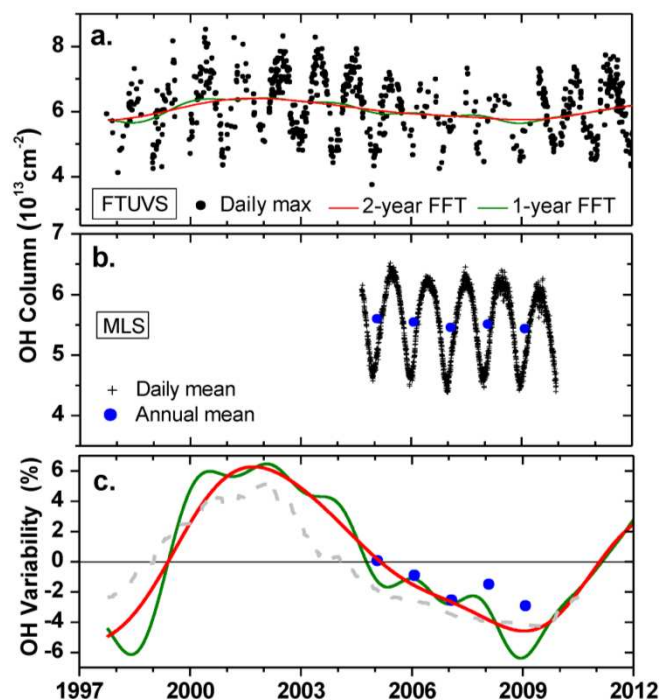 8
a.
6
4
FTUVS Daily max 2-year FFT 1-year FFT
2
7
b.
6
MLS
5
Daily mean
Annual mean
4
OH Column (10¹³cm⁻²)
6
c.
4
2
0
-2
-4
-6
OH Variability (%)
1997 2000 2003 2006 2009 2012